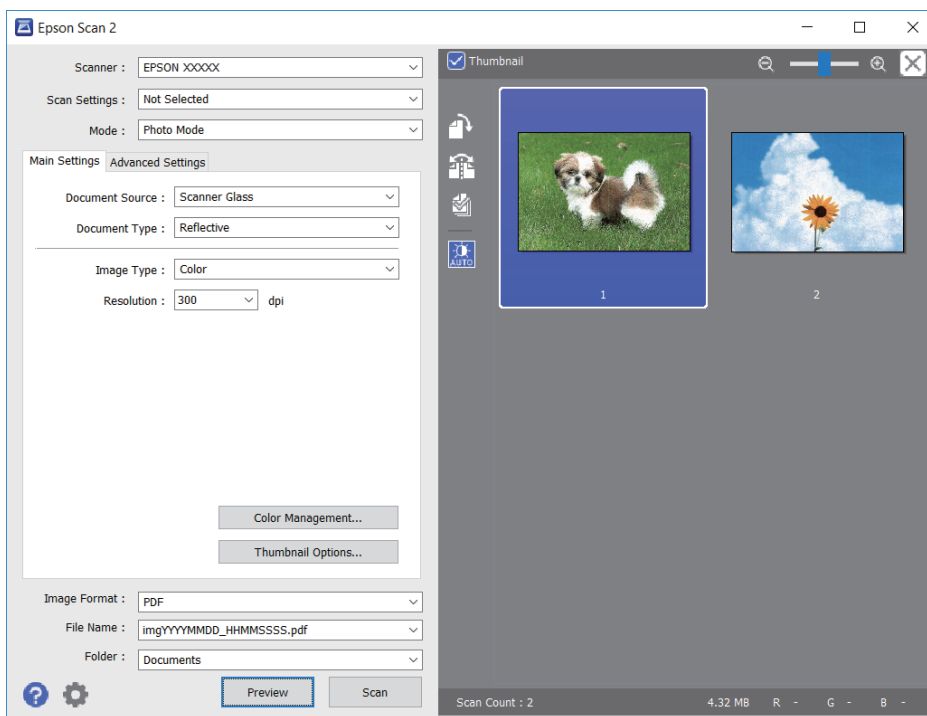 Epson Scan 2
Scanner : EPSON XXXXX
Scan Settings : Not Selected
Mode : Photo Mode
Main Settings Advanced Settings
Document Source : Scanner Glass
Document Type : Reflective
Image Type : Color
Resolution : 300 dpi
Color Management...
Thumbnail Options...
Image Format : PDF
File Name : imgYYYYMMDD_HHMMSSSS.pdf
Folder : Documents
Preview Scan
Thumbnail
AUTO
1 2
Scan Count : 2 4.32 MB R - G - B -